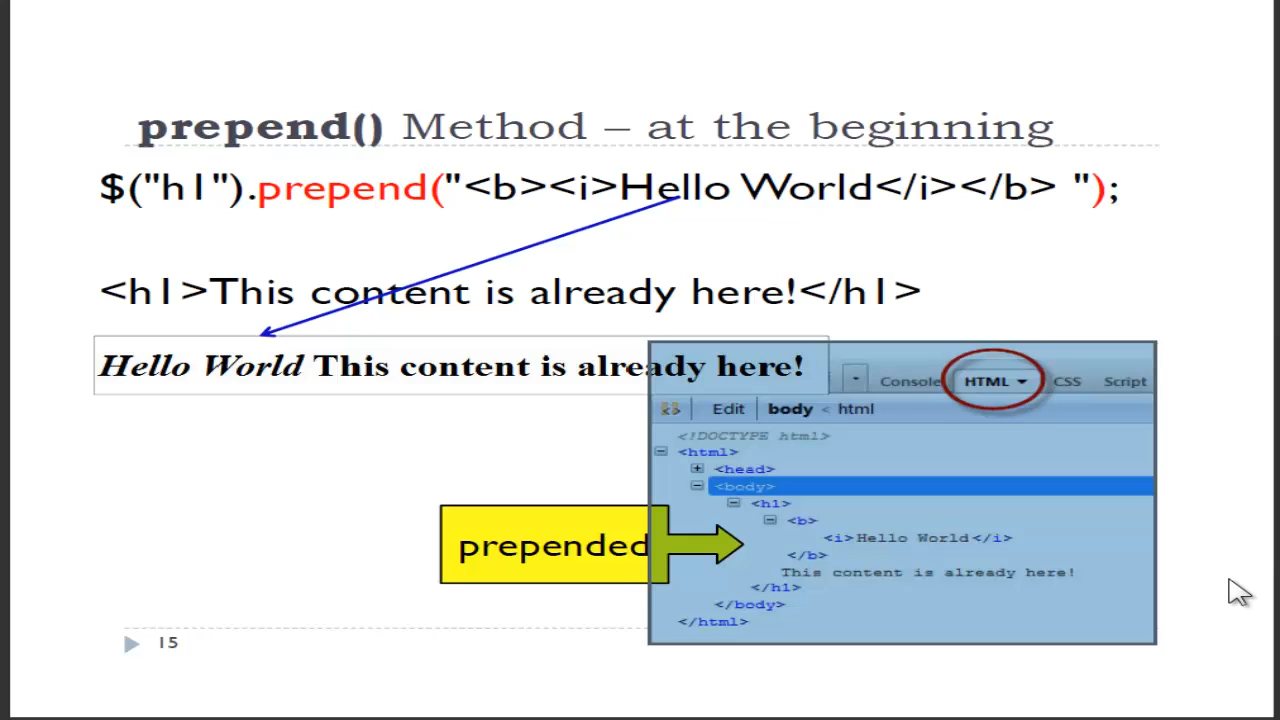 prepend() Method – at the beginning
$("h1").prepend("<b><i>Hello World</i></b> ");
<h1>This content is already here!</h1>
Hello World This content is already here!
Console HTML CSS Script
Edit body < html
<!DOCTYPE html>
<html>
<head>
<body>
<h1>
<b>
<i>Hello World</i>
</b>
This content is already here!
</h1>
</body>
</html>
prepended
15